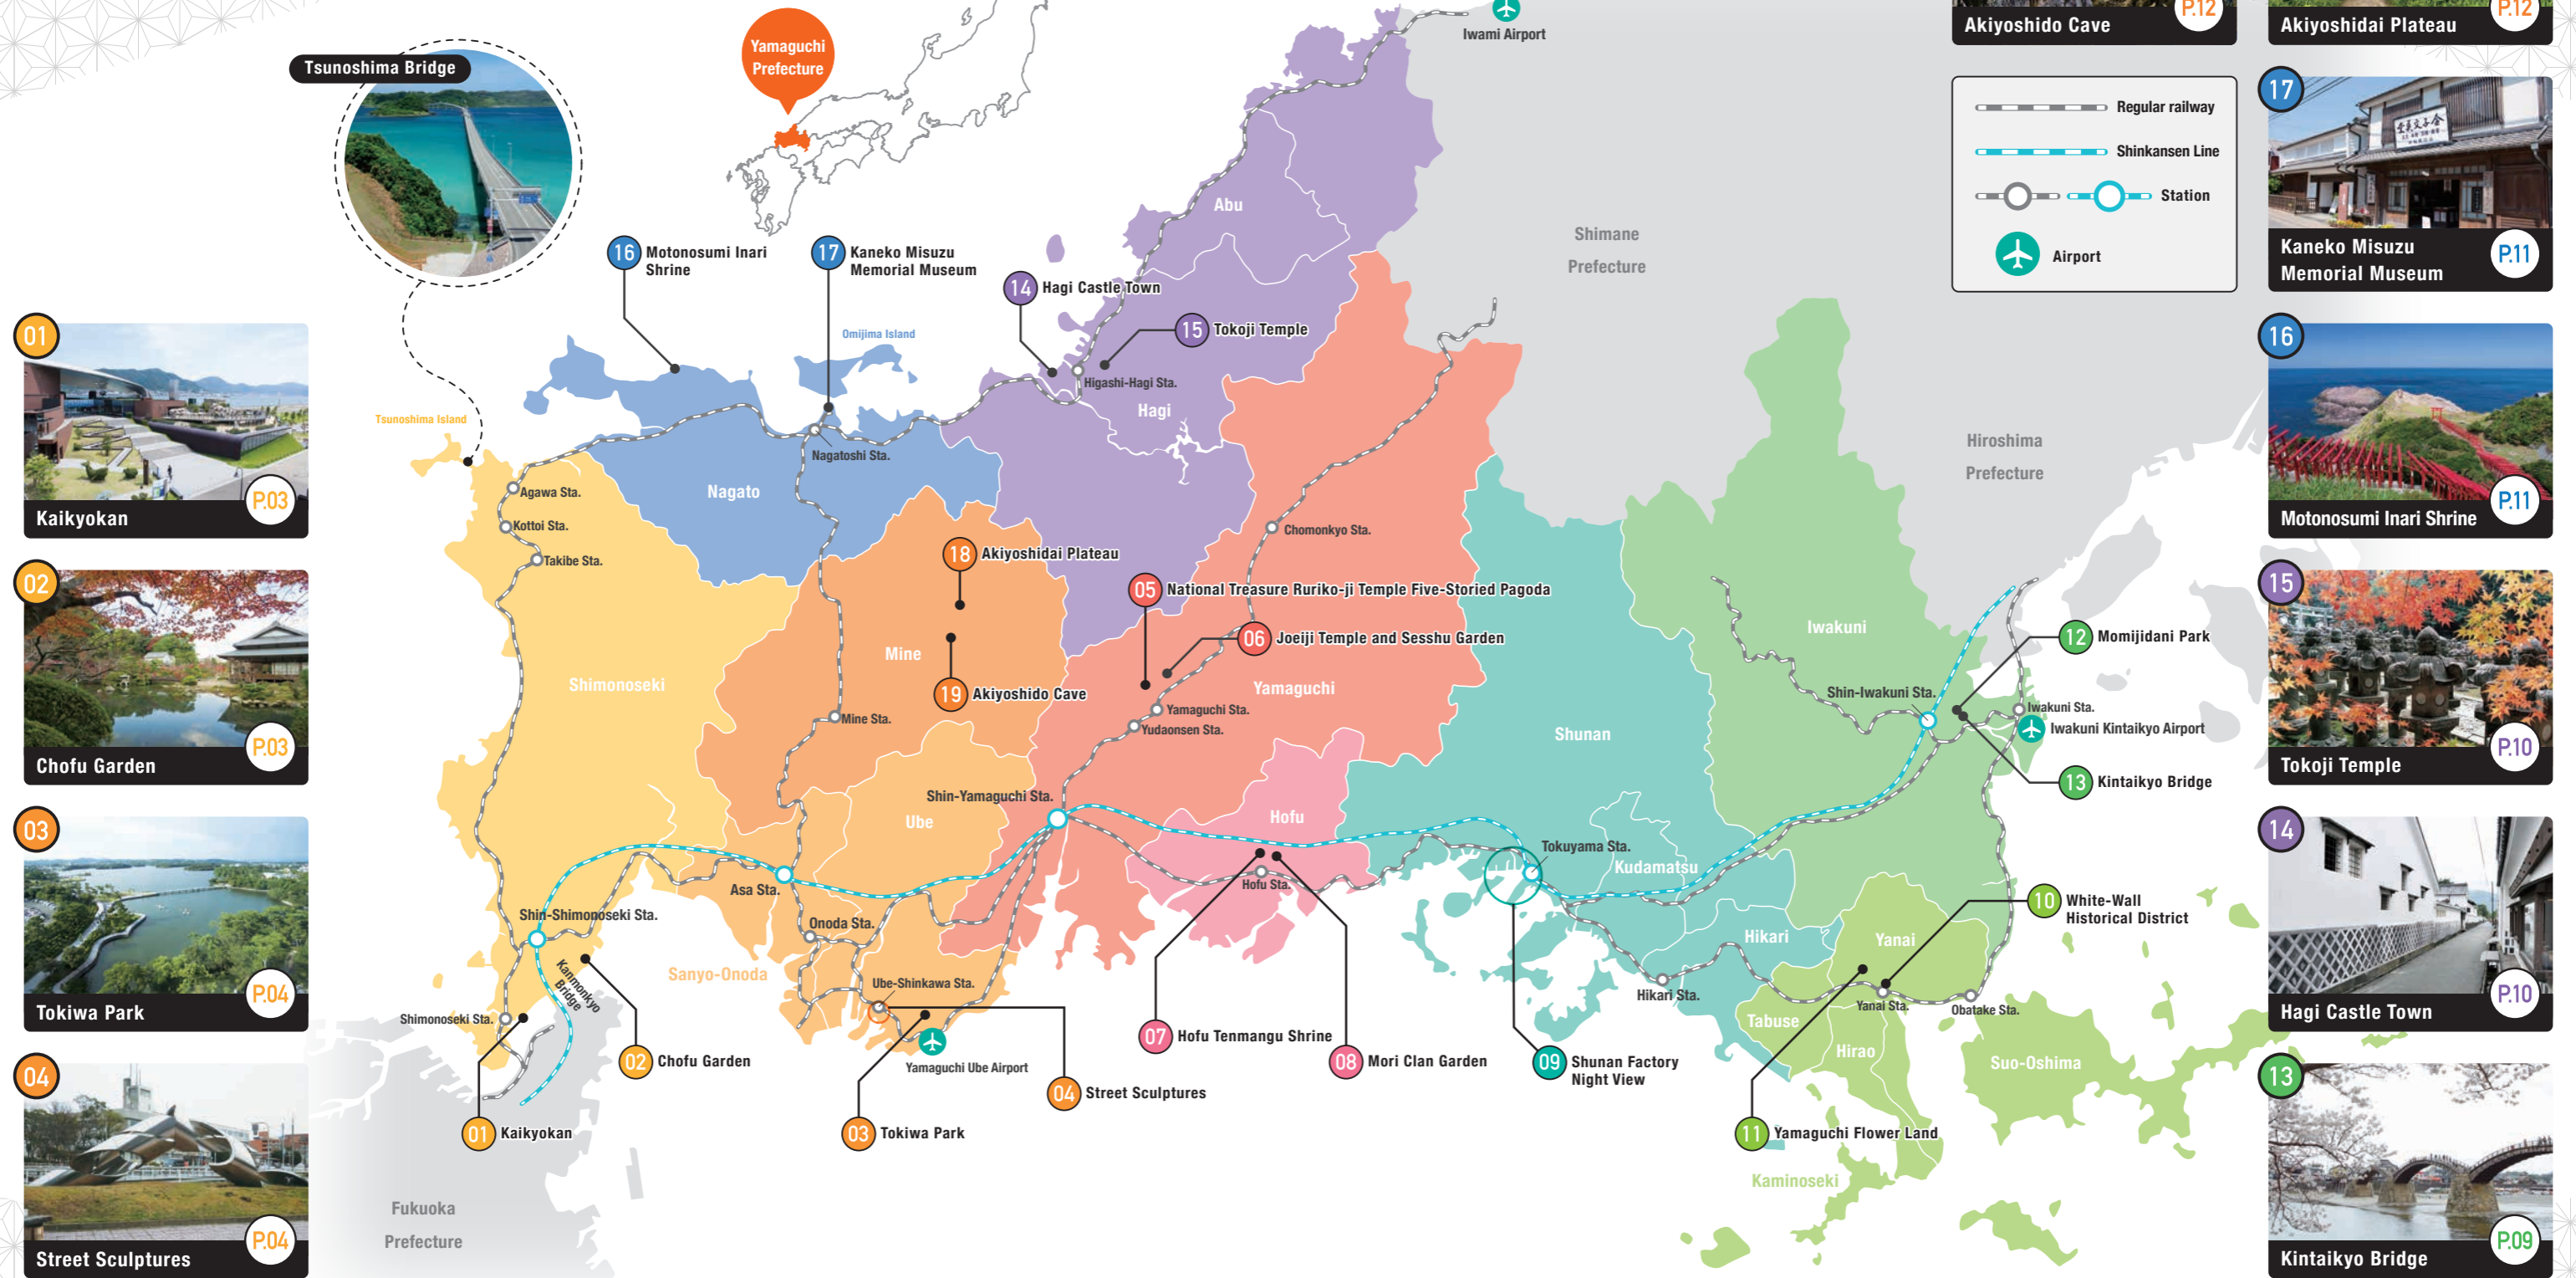 Tsunoshima Bridge
Yamaguchi
Prefecture
Iwami Airport
Akiyoshido Cave
P.12
Akiyoshidai Plateau
P.12
Regular railway
Shinkansen Line
Station
Airport
17
Kaneko Misuzu
Memorial Museum
P.11
16
Motonosumi Inari Shrine
P.11
15
Tokoji Temple
P.10
14
Hagi Castle Town
P.10
13
Kintaikyo Bridge
P.09
01
Kaikyokan
P.03
02
Chofu Garden
P.03
03
Tokiwa Park
P.04
04
Street Sculptures
P.04
16 Motonosumi Inari
Shrine
17 Kaneko Misuzu
Memorial Museum
14 Hagi Castle Town
15 Tokoji Temple
Abu
Shimane
Prefecture
Omijima Island
Higashi-Hagi Sta.
Hagi
Tsunoshima Island
Nagatoshi Sta.
Nagato
Agawa Sta.
Kottoi Sta.
Takibe Sta.
Hiroshima
Prefecture
Chomonkyo Sta.
18 Akiyoshidai Plateau
05 National Treasure Ruriko-ji Temple Five-Storied Pagoda
06 Joeiji Temple and Sesshu Garden
Mine
Shimonoseki
19 Akiyoshido Cave
Yamaguchi
Mine Sta.
Yamaguchi Sta.
Yudaonsen Sta.
Iwakuni
12 Momijidani Park
Shin-Iwakuni Sta.
Iwakuni Sta.
Iwakuni Kintaikyo Airport
Shunan
13 Kintaikyo Bridge
Shin-Yamaguchi Sta.
Ube
Hofu
Tokuyama Sta.
Kudamatsu
Asa Sta.
Hofu Sta.
Shin-Shimonoseki Sta.
Onoda Sta.
10 White-Wall
Historical District
Hikari
Yanai
Sanyo-Onoda
Kanmonkyo
Bridge
Ube-Shinkawa Sta.
Hikari Sta.
Yanai Sta.
Obatake Sta.
Shimonoseki Sta.
Tabuse
Hirao
Suo-Oshima
02 Chofu Garden
Yamaguchi Ube Airport
07 Hofu Tenmangu Shrine
08 Mori Clan Garden
09 Shunan Factory
Night View
04 Street Sculptures
01 Kaikyokan
03 Tokiwa Park
11 Yamaguchi Flower Land
Kaminoseki
Fukuoka
Prefecture